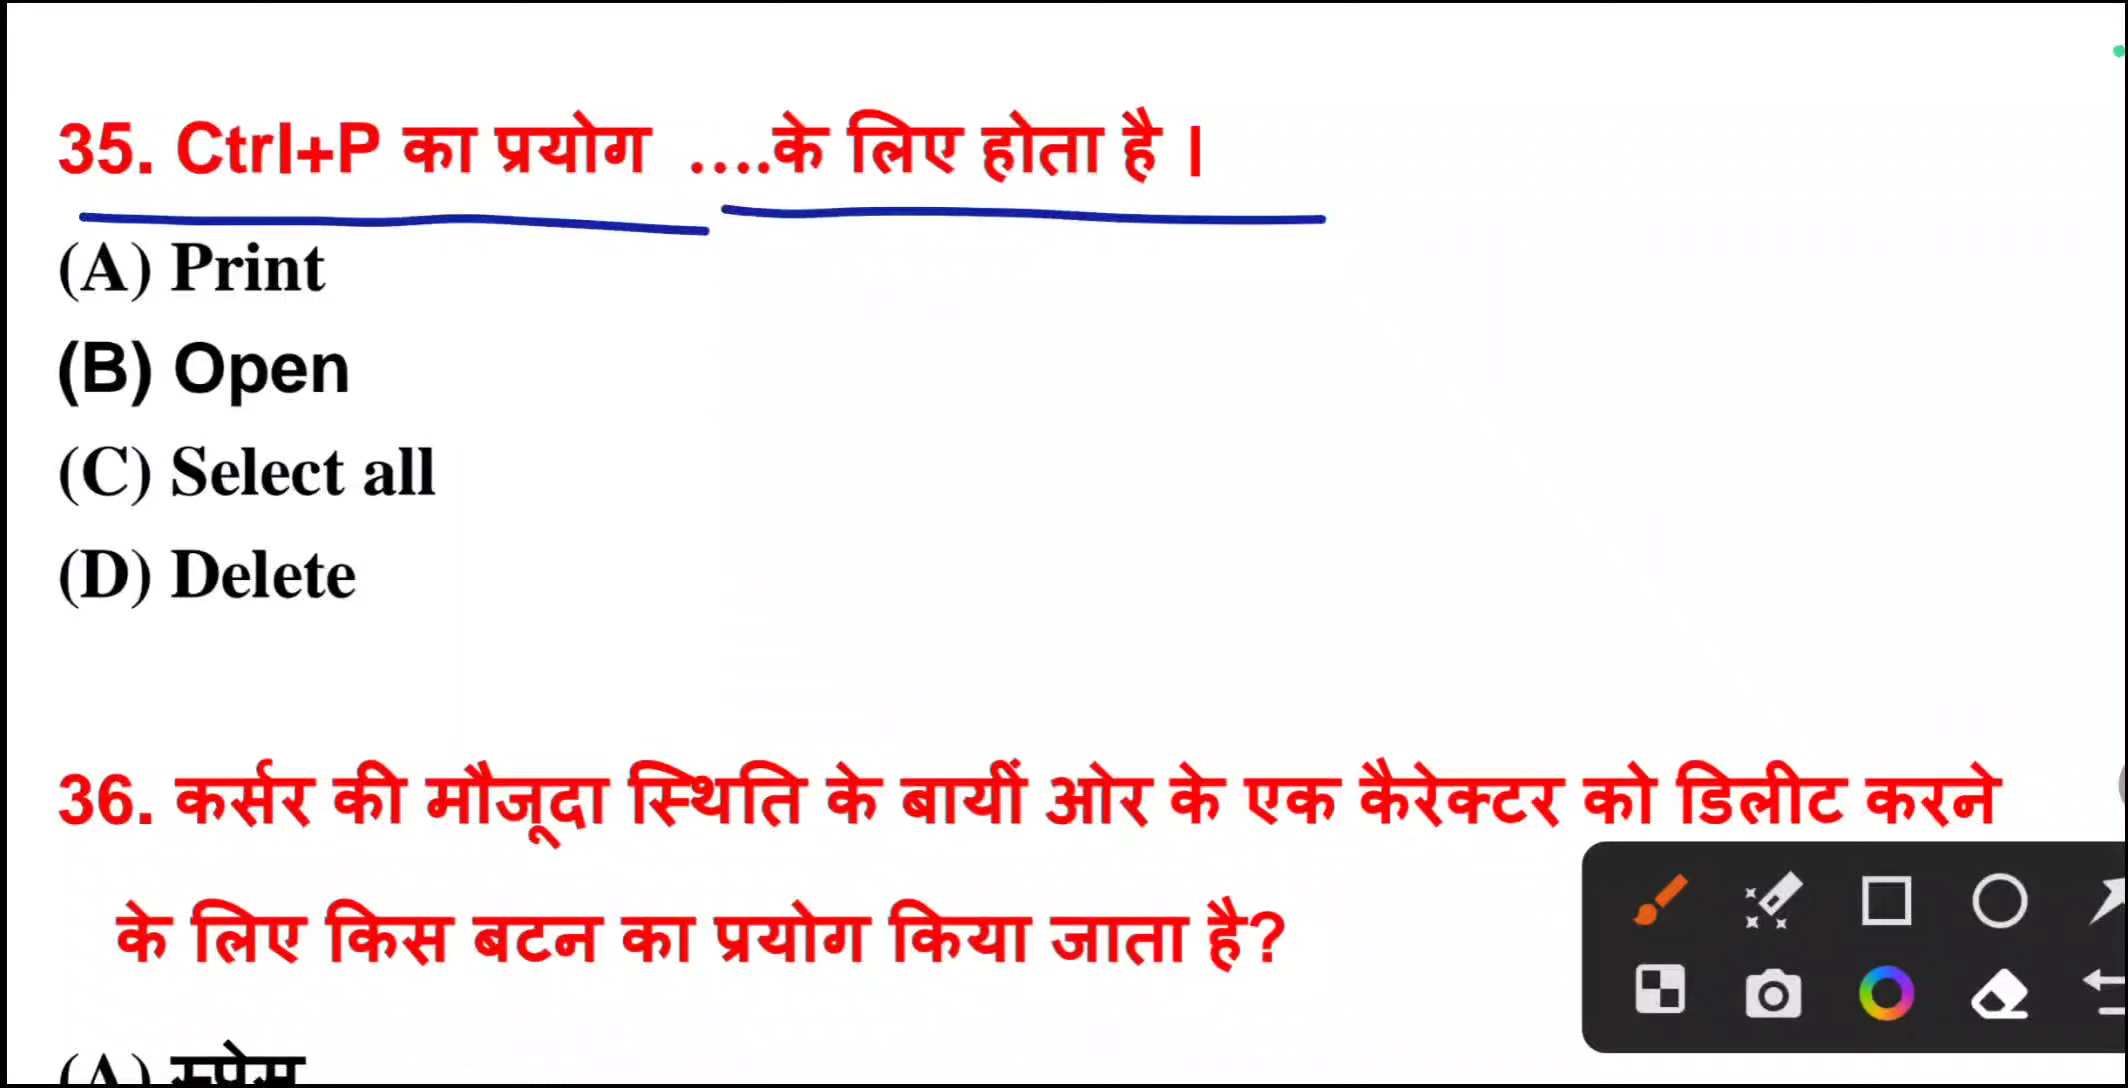 35. Ctrl+P का प्रयोग ....के लिए होता है |
(A) Print
(B) Open
(C) Select all
(D) Delete
36. कर्सर की मौजूदा स्थिति के बायीं ओर के एक कैरेक्टर को डिलीट करने
के लिए किस बटन का प्रयोग किया जाता है?
(A) स्पेस